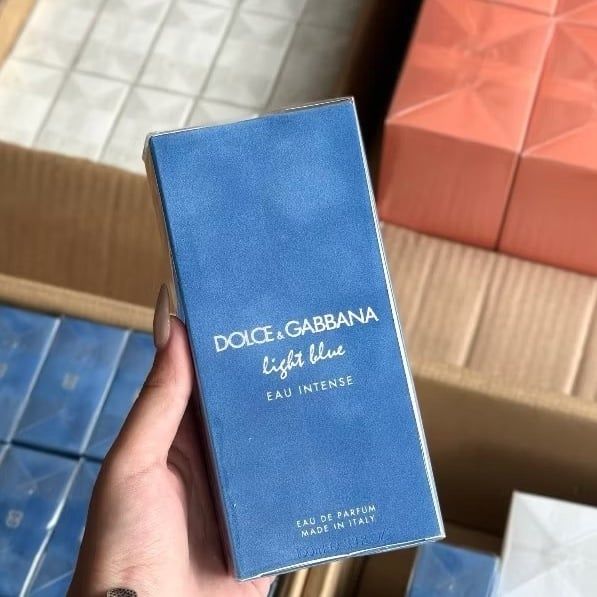 DOLCE & GABBANA
light blue
EAU INTENSE
EAU DE PARFUM
MADE IN ITALY